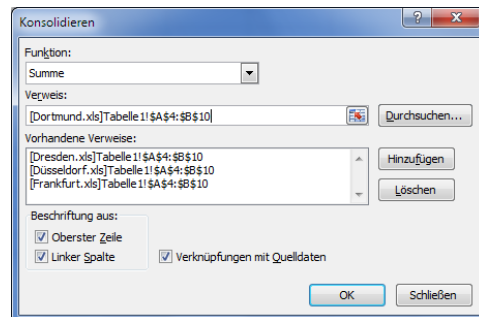 Konsolidieren
Funktion:
Summe
Verweis:
[Dortmund.xls]Tabelle1!$A$4:$B$10
Durchsuchen...
Vorhandene Verweise:
[Dresden.xls]Tabelle1!$A$4:$B$10
[Düsseldorf.xls]Tabelle1!$A$4:$B$10
[Frankfurt.xls]Tabelle1!$A$4:$B$10
Hinzufügen
Löschen
Beschriftung aus:
Oberster Zeile
Linker Spalte
Verknüpfungen mit Quelldaten
OK
Schließen